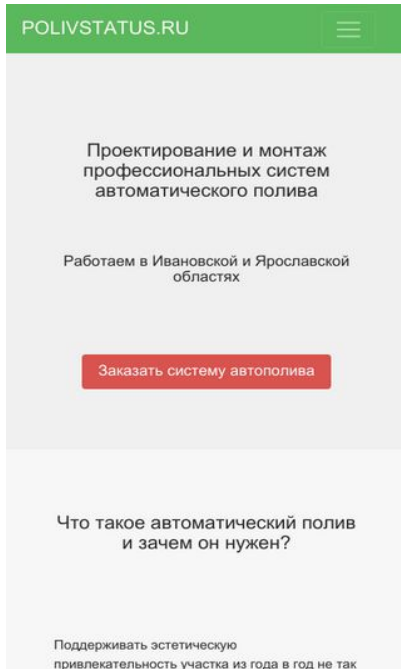 POLIVSTATUS.RU
Проектирование и монтаж
профессиональных систем
автоматического полива
Работаем в Ивановской и Ярославской
областях
Заказать систему автополива
Что такое автоматический полив
и зачем он нужен?
Поддерживать эстетическую
привлекательность участка из года в год не так